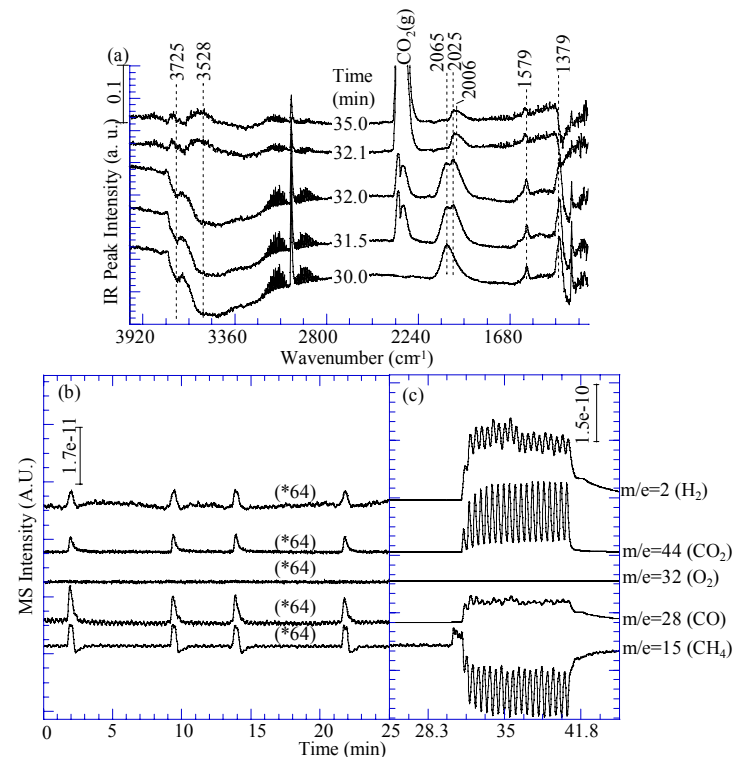 (a)
0.1
3725
3528
Time
(min)
CO₂(g)
2065
2025
2006
1579
1379
35.0
32.1
32.0
31.5
30.0
IR Peak Intensity (a. u.)
3920 3360 2800 2240 1680
Wavenumber (cm⁻¹)
(b)
1.7e-11
(*64)
(*64)
(*64)
(*64)
(*64)
MS Intensity (A.U.)
(c)
1.5e-10
m/e=2 (H₂)
m/e=44 (CO₂)
m/e=32 (O₂)
m/e=28 (CO)
m/e=15 (CH₄)
0 5 10 15 20 25 28.3 35 41.8
Time (min)